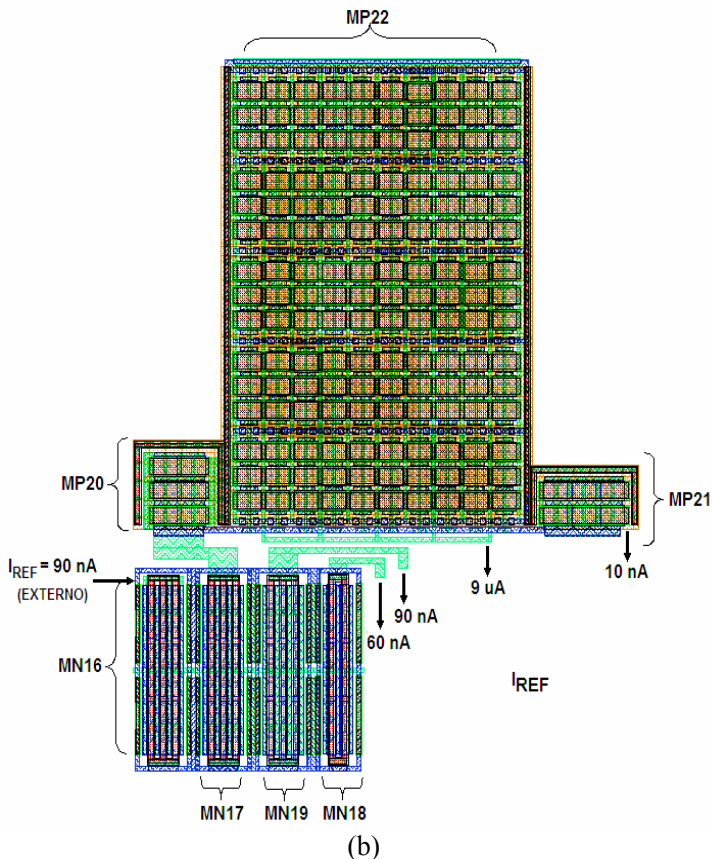 MP22
MP20
MP21
I_REF = 90 nA
(EXTERNO)
10 nA
9 uA
90 nA
60 nA
MN16
I_REF
MN17
MN19
MN18
(b)